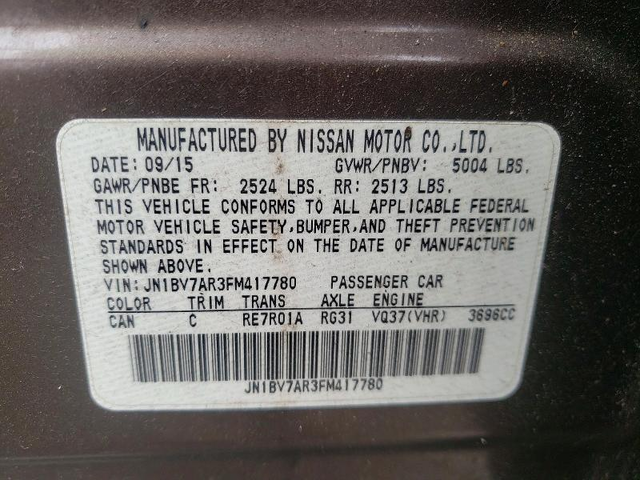 MANUFACTURED BY NISSAN MOTOR CO.,LTD.
DATE: 09/15 GVWR/PNBV: 5004 LBS.
GAWR/PNBE FR: 2524 LBS. RR: 2513 LBS.
THIS VEHICLE CONFORMS TO ALL APPLICABLE FEDERAL
MOTOR VEHICLE SAFETY,BUMPER,AND THEFT PREVENTION
STANDARDS IN EFFECT ON THE DATE OF MANUFACTURE
SHOWN ABOVE.
VIN:JN1BV7AR3FM417780 PASSENGER CAR
COLOR TRIM TRANS AXLE ENGINE
CAN C RE7R01A RG31 VQ37(VHR) 3696CC
JN1BV7AR3FM417780